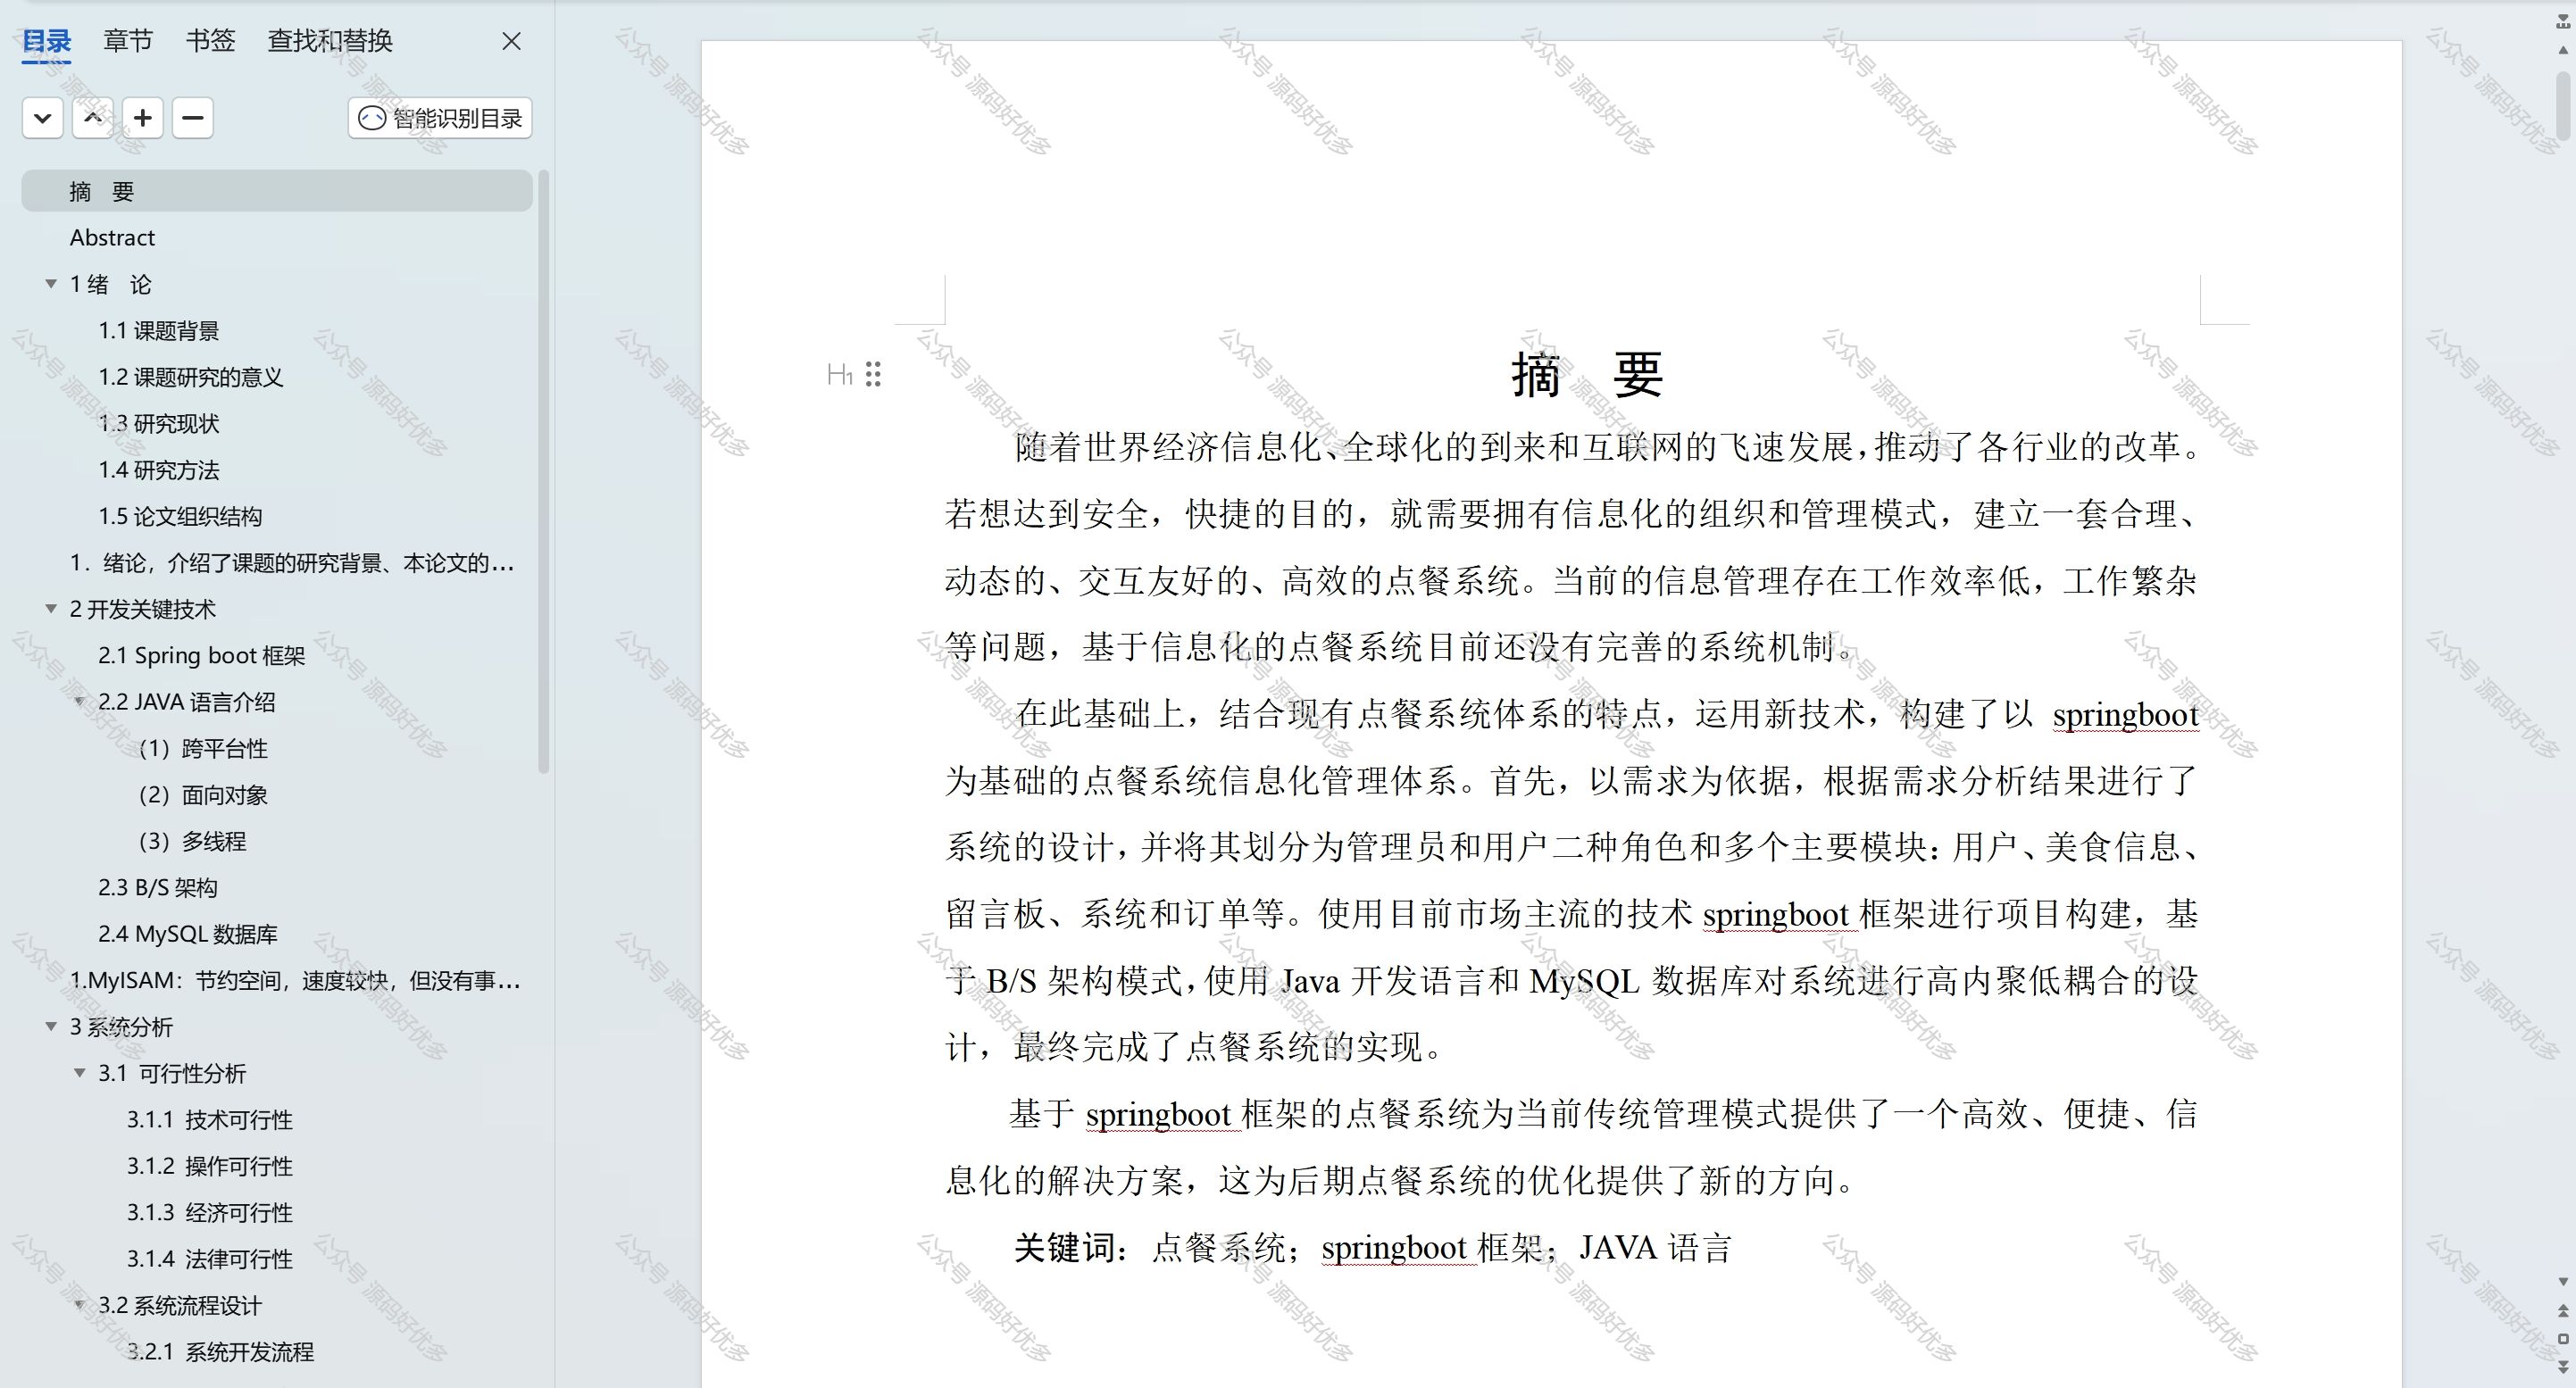 目录 章节 书签 查找和替换
智能识别目录
摘 要
Abstract
1 绪 论
1.1 课题背景
1.2 课题研究的意义
1.3 研究现状
1.4 研究方法
1.5 论文组织结构
1. 绪论，介绍了课题的研究背景、本论文的...
2 开发关键技术
2.1 Spring boot 框架
2.2 JAVA 语言介绍
（1）跨平台性
（2）面向对象
（3）多线程
2.3 B/S 架构
2.4 MySQL 数据库
1.MyISAM：节约空间，速度较快，但没有事...
3 系统分析
3.1 可行性分析
3.1.1 技术可行性
3.1.2 操作可行性
3.1.3 经济可行性
3.1.4 法律可行性
3.2 系统流程设计
3.2.1 系统开发流程
H1
摘 要
随着世界经济信息化、全球化的到来和互联网的飞速发展，推动了各行业的改革。
若想达到安全，快捷的目的，就需要拥有信息化的组织和管理模式，建立一套合理、
动态的、交互友好的、高效的点餐系统。当前的信息管理存在工作效率低，工作繁杂
等问题，基于信息化的点餐系统目前还没有完善的系统机制。
在此基础上，结合现有点餐系统体系的特点，运用新技术，构建了以 springboot
为基础的点餐系统信息化管理体系。首先，以需求为依据，根据需求分析结果进行了
系统的设计，并将其划分为管理员和用户二种角色和多个主要模块：用户、美食信息、
留言板、系统和订单等。使用目前市场主流的技术 springboot 框架进行项目构建，基
于 B/S 架构模式，使用 Java 开发语言和 MySQL 数据库对系统进行高内聚低耦合的设
计，最终完成了点餐系统的实现。
基于 springboot 框架的点餐系统为当前传统管理模式提供了一个高效、便捷、信
息化的解决方案，这为后期点餐系统的优化提供了新的方向。
关键词：点餐系统；springboot 框架；JAVA 语言
公众号 源码好优多